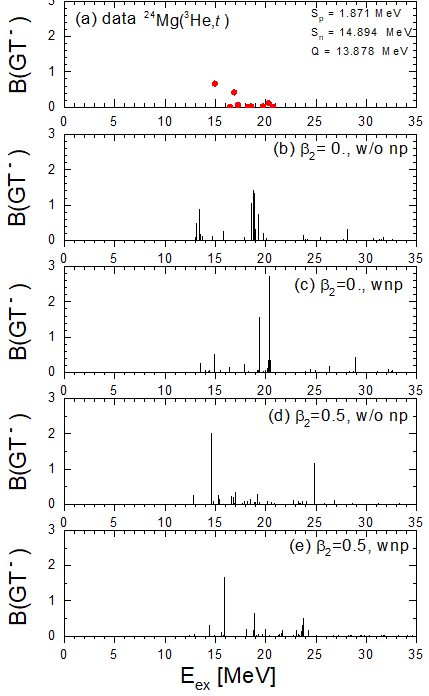 (a) data ²⁴Mg(³He,t)
S_p = 1.871 MeV
S_n = 14.894 MeV
Q = 13.878 MeV
B(GT⁻)
3
2
1
0
0 5 10 15 20 25 30 35
(b) β₂= 0., w/o np
B(GT⁻)
3
2
1
0
0 5 10 15 20 25 30 35
(c) β₂=0., wnp
B(GT⁻)
3
2
1
0
0 5 10 15 20 25 30 35
(d) β₂=0.5, w/o np
B(GT⁻)
3
2
1
0
0 5 10 15 20 25 30 35
(e) β₂=0.5, wnp
B(GT⁻)
3
2
1
0
0 5 10 15 20 25 30 35
E_ex [MeV]